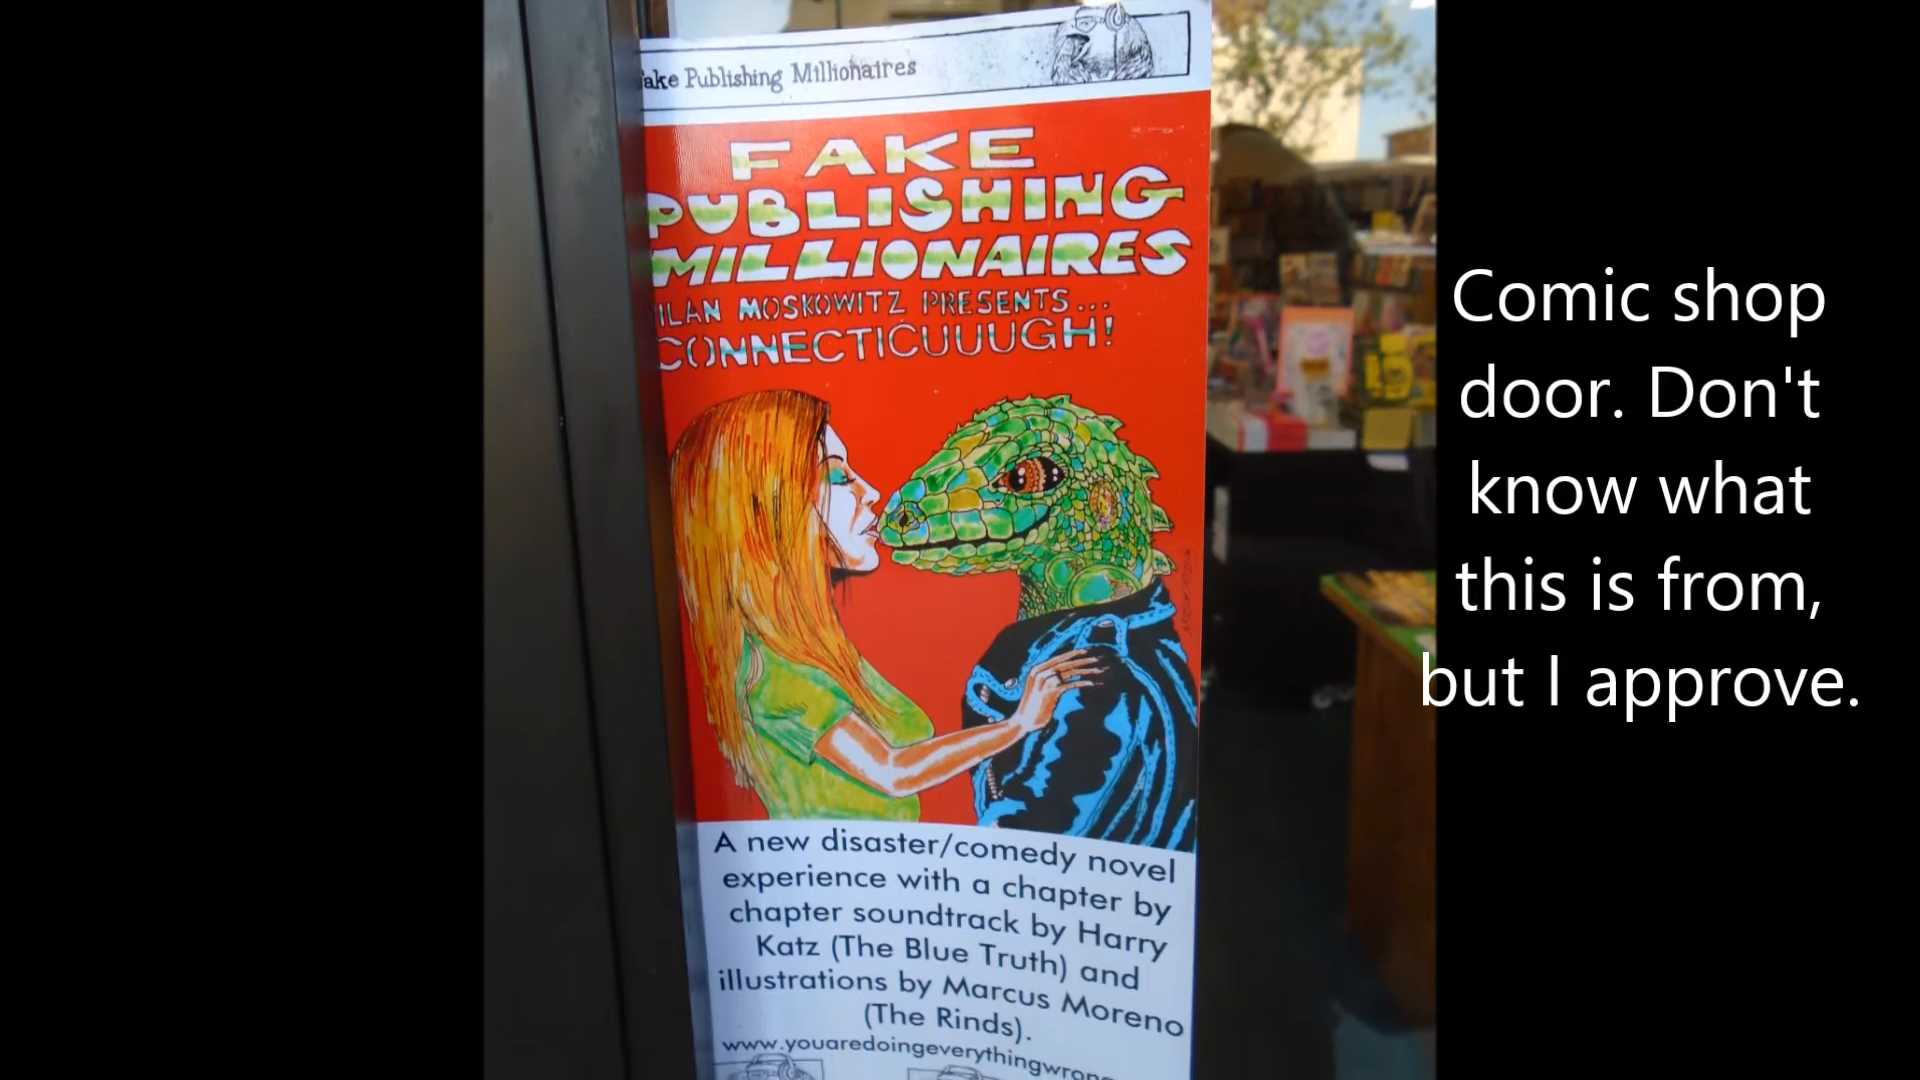 ake Publishing Millionaires
FAKE
PUBLISHING
MILLIONAIRES
ILAN MOSKOWITZ PRESENTS...
CONNECTICUUUGH!
A new disaster/comedy novel
experience with a chapter by
chapter soundtrack by Harry
Katz (The Blue Truth) and
illustrations by Marcus Moreno
(The Rinds).
www.youaredoingeverythingwrong
Comic shop
door. Don't
know what
this is from,
but I approve.